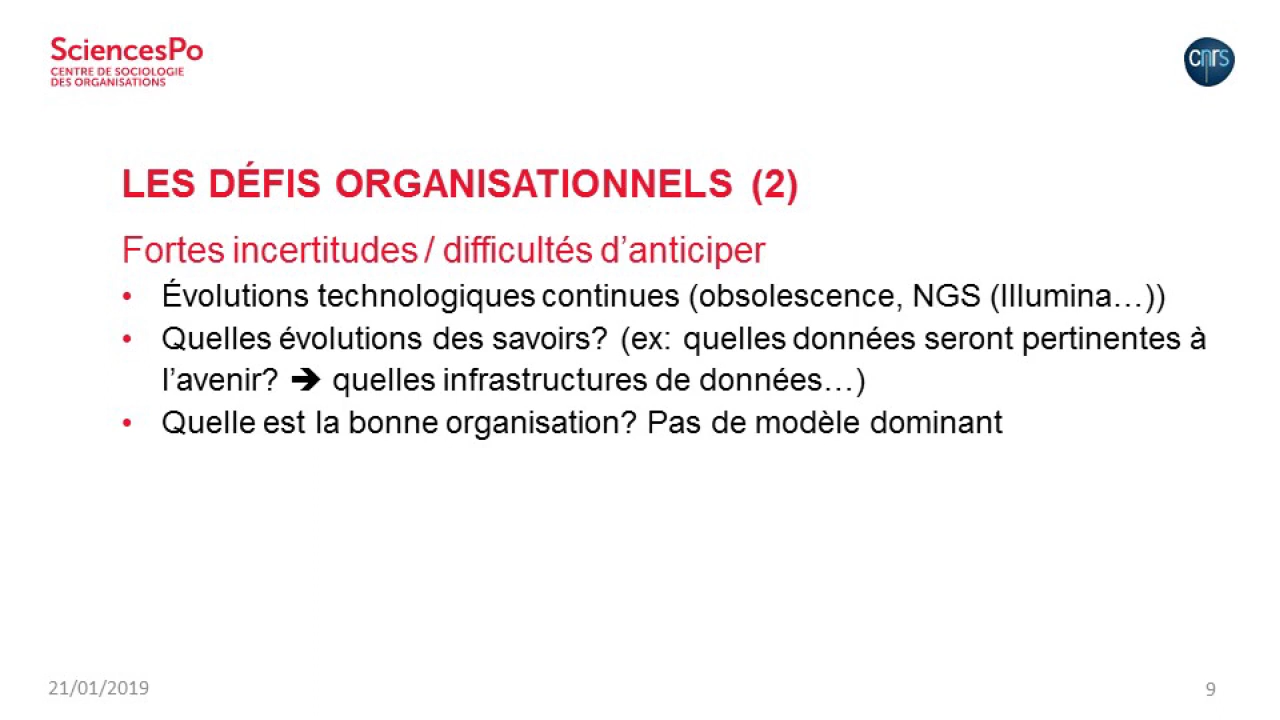 SciencesPo
CENTRE DE SOCIOLOGIE
DES ORGANISATIONS
cnrs
LES DÉFIS ORGANISATIONNELS (2)
Fortes incertitudes / difficultés d’anticiper
• Évolutions technologiques continues (obsolescence, NGS (Illumina…))
• Quelles évolutions des savoirs? (ex: quelles données seront pertinentes à
l’avenir? ➔ quelles infrastructures de données…)
• Quelle est la bonne organisation? Pas de modèle dominant
21/01/2019
9